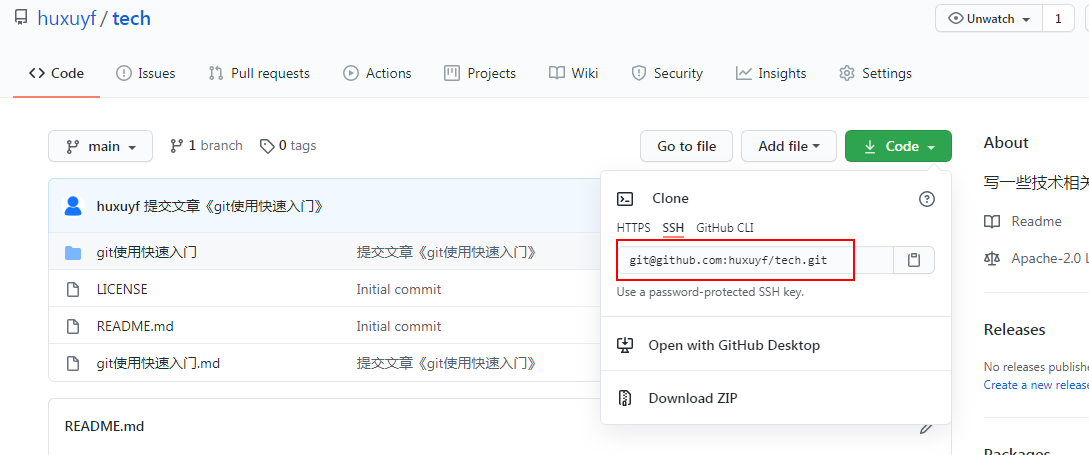 huxuyf / tech
Unwatch 1
Code Issues Pull requests Actions Projects Wiki Security Insights Settings
main 1 branch 0 tags Go to file Add file Code
About
写一些技术相关
Readme
Apache-2.0
Releases
No releases
Create a new release
Packages
Clone
HTTPS SSH GitHub CLI
git@github.com:huxuyf/tech.git
Use a password-protected SSH key.
Open with GitHub Desktop
Download ZIP
huxuyf 提交文章《git使用快速入门》
git使用快速入门 提交文章《git使用快速入门》
LICENSE Initial commit
README.md Initial commit
git使用快速入门.md 提交文章《git使用快速入门》
README.md